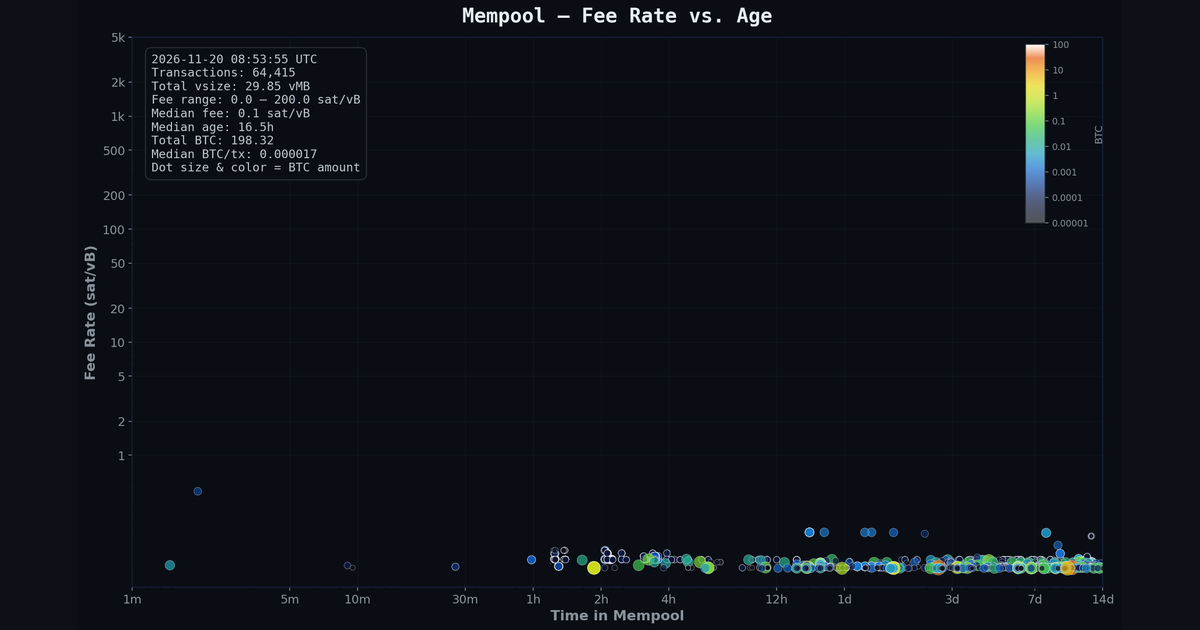 Mempool — Fee Rate vs. Age
2026-11-20 08:53:55 UTC
Transactions: 64,415
Total vsize: 29.85 vMB
Fee range: 0.0 – 200.0 sat/vB
Median fee: 0.1 sat/vB
Median age: 16.5h
Total BTC: 198.32
Median BTC/tx: 0.000017
Dot size & color = BTC amount
100
10
1
0.1
0.01
0.001
0.0001
0.00001
BTC
5k
2k
1k
500
200
100
50
20
10
5
2
1
Fee Rate (sat/vB)
1m
5m
10m
30m
1h
2h
4h
12h
1d
3d
7d
14d
Time in Mempool